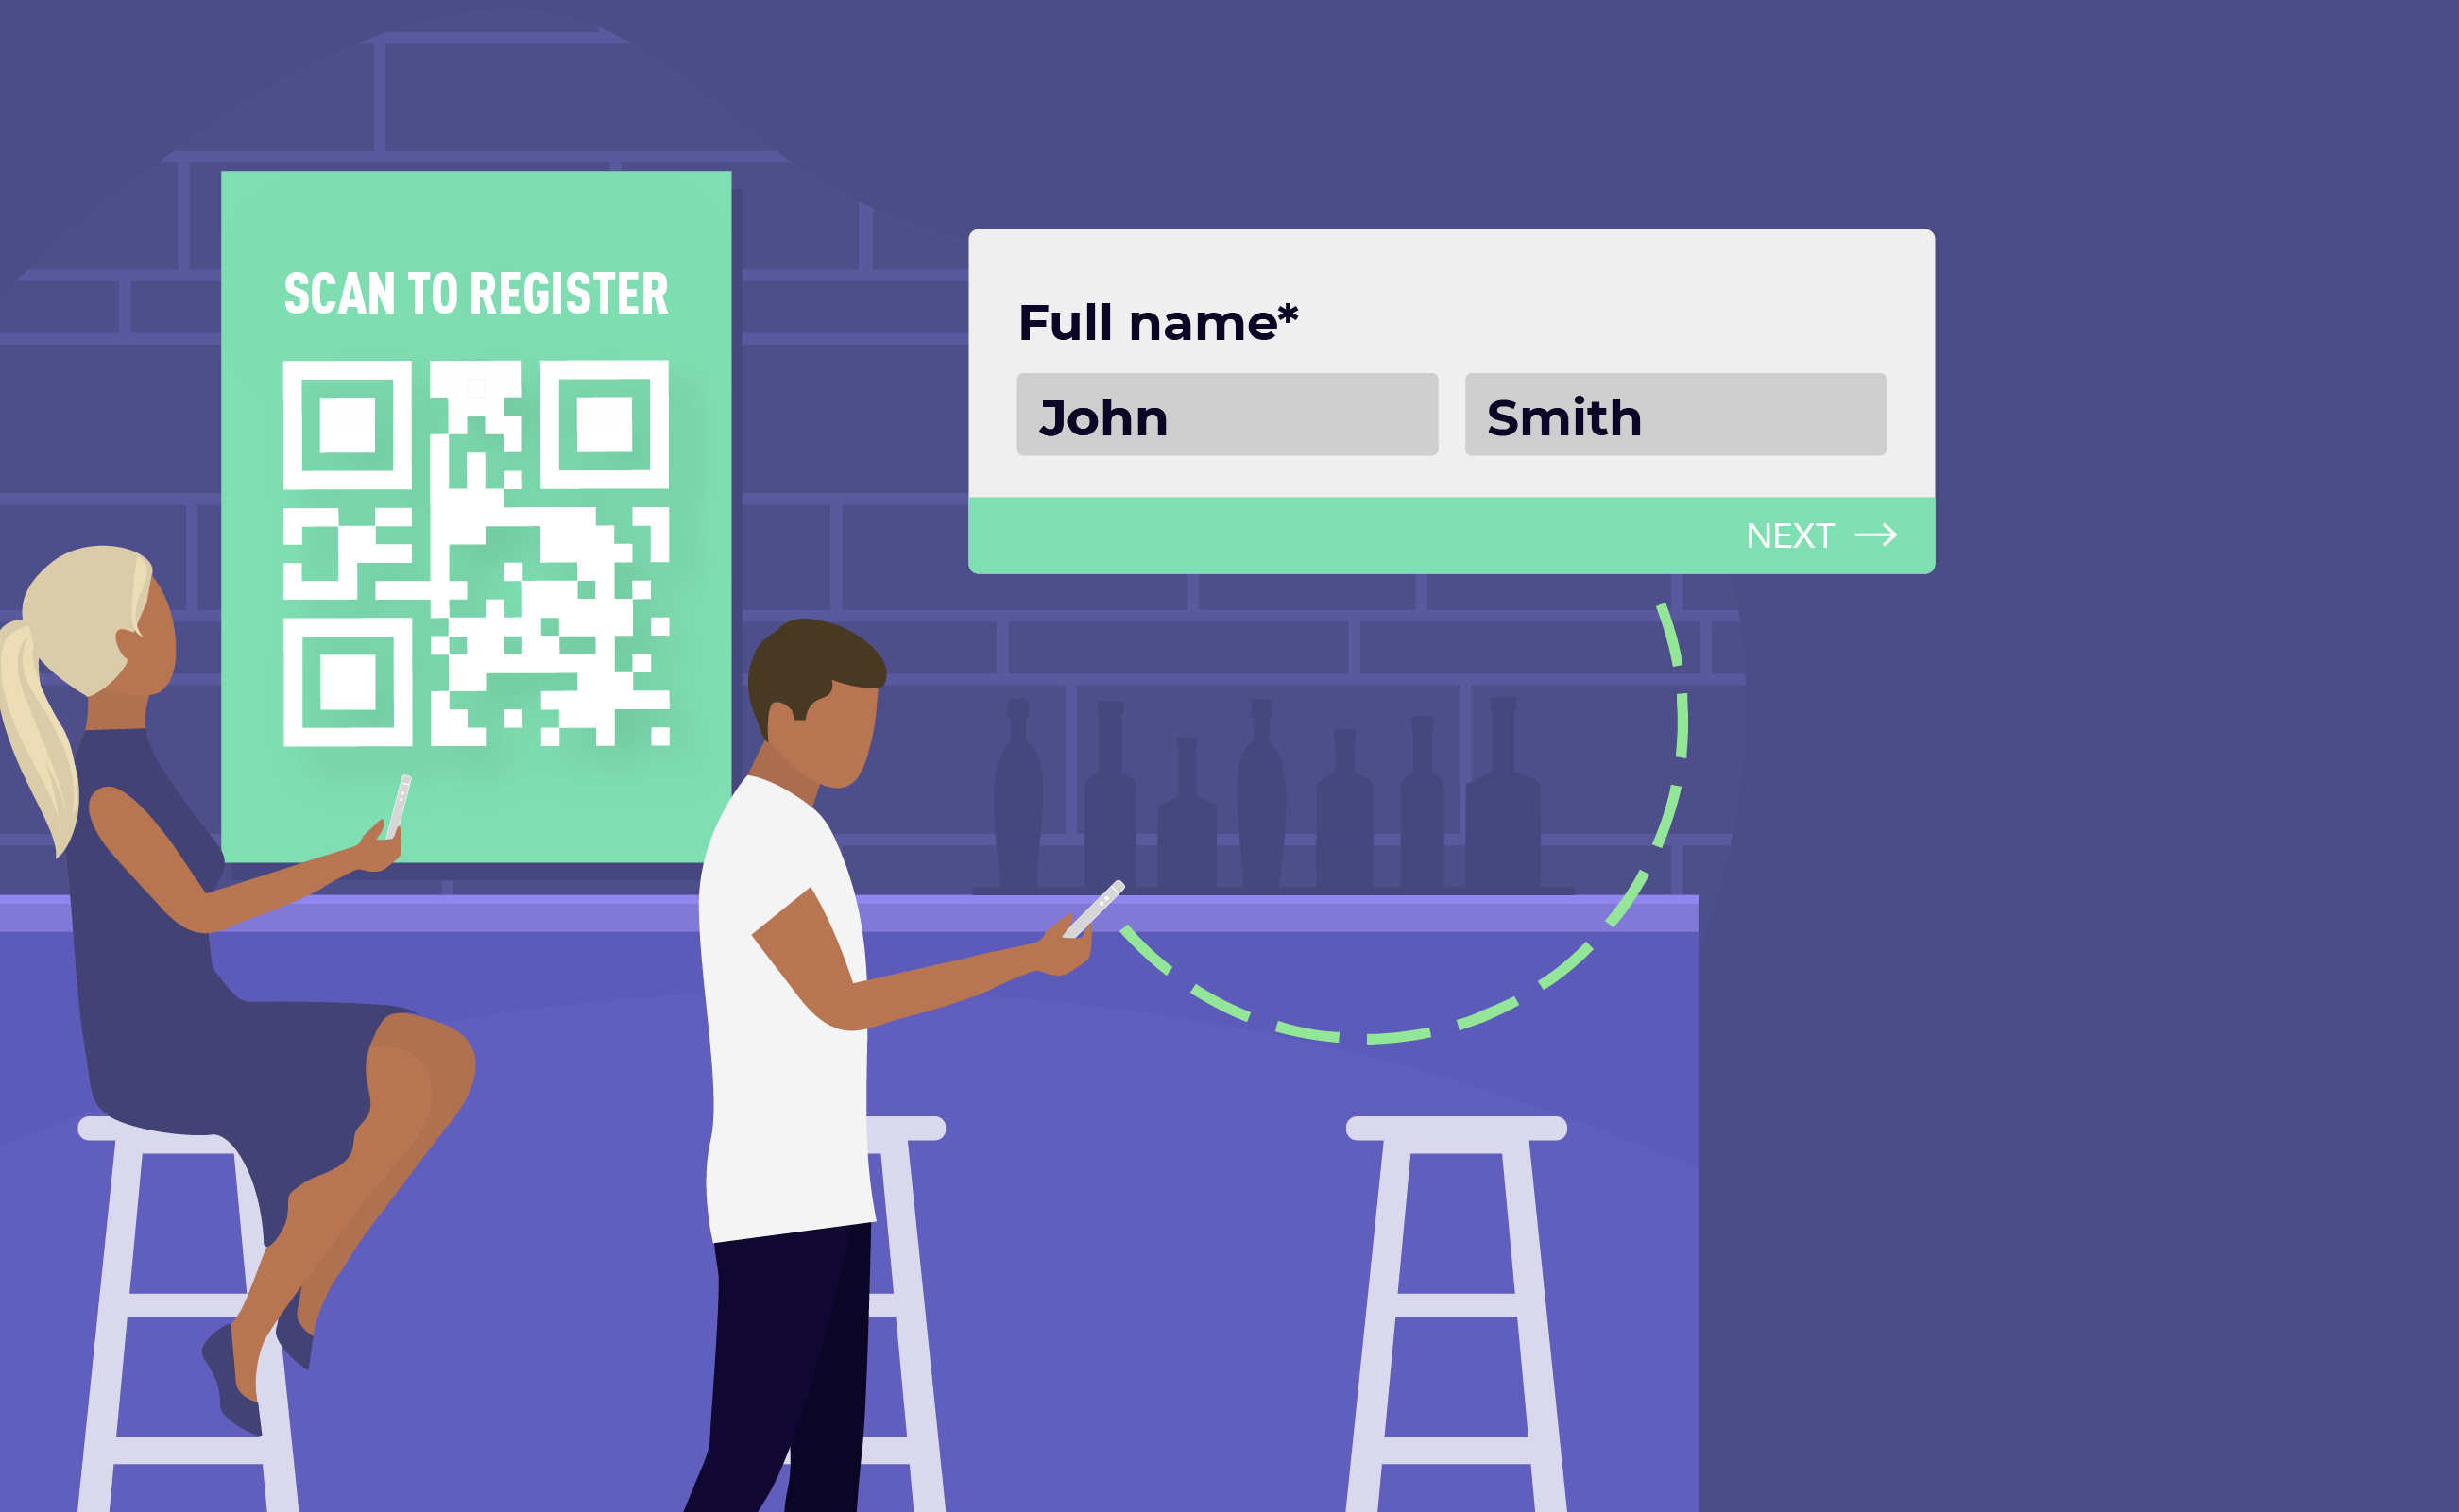 SCAN TO REGISTER
Full name*
John Smith
NEXT →